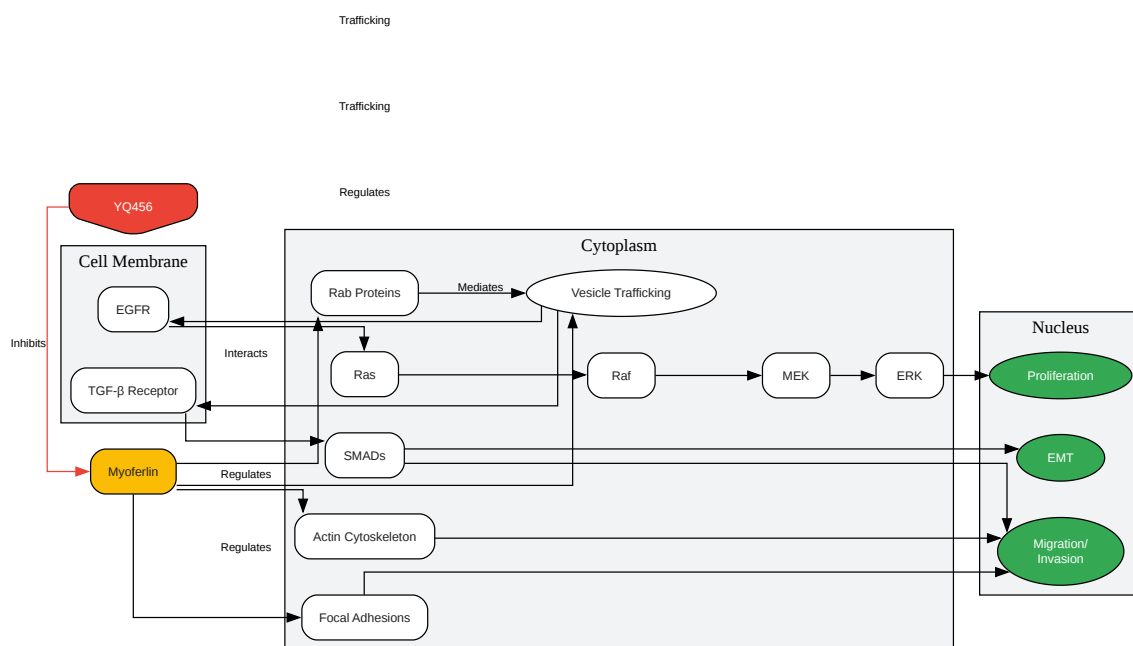 Trafficking
Trafficking
Regulates
YQ456
Cell Membrane
Cytoplasm
EGFR
Rab Proteins
Mediates
Vesicle Trafficking
Nucleus
Inhibits
Interacts
TGF-β Receptor
Ras
Raf
MEK
ERK
Proliferation
Myoferlin
Regulates
SMADs
EMT
Regulates
Actin Cytoskeleton
Migration/
Invasion
Focal Adhesions